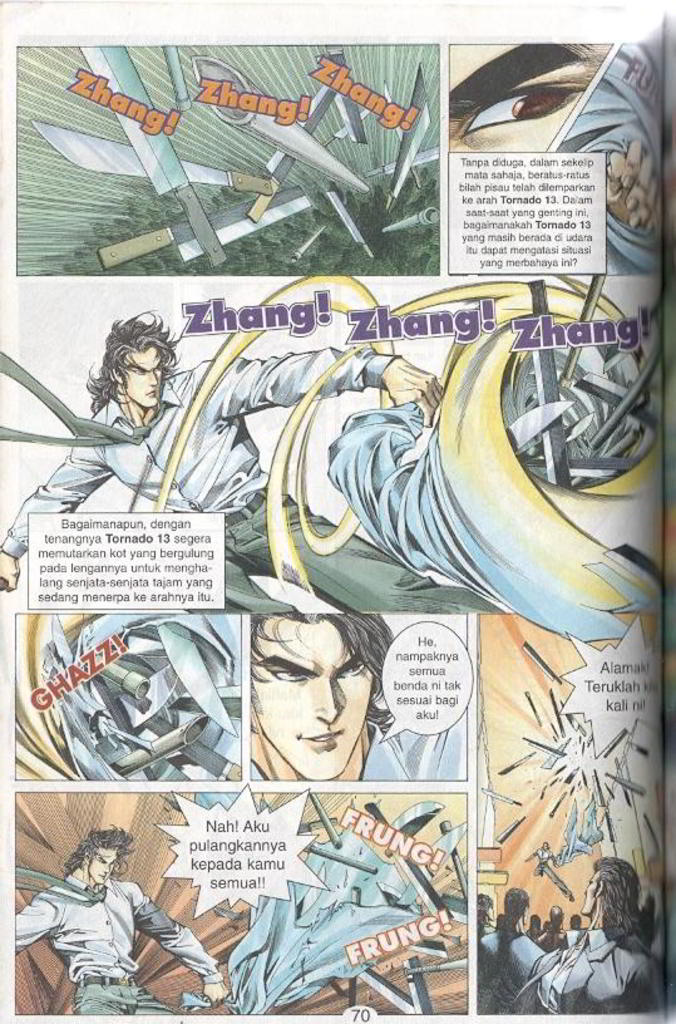 Zhang!
Zhang!
Zhang!
Tanpa diduga, dalam sekelip
mata sahaja, beratus-ratus
bilah pisau telah dilemparkan
ke arah Tornado 13. Dalam
saat-saat yang genting ini,
bagaimanakah Tornado 13
yang masih berada di udara
itu dapat mengatasi situasi
yang merbahaya ini?
Zhang!
Zhang!
Zhang!
Bagaimanapun, dengan
tenangnya Tornado 13 segera
memutarkan kot yang bergulung
pada lengannya untuk mengha-
lang senjata-senjata tajam yang
sedang menerpa ke arahnya itu.
GHAZZ!
He,
nampaknya
semua
benda ni tak
sesuai bagi
aku!
Alamak!
Teruklah
kali ni!
Nah! Aku
pulangkannya
kepada kamu
semua!!
FRUNG!
FRUNG!
70